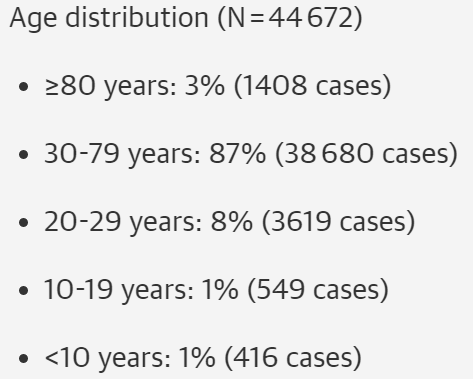 Age distribution (N=44 672)
• ≥80 years: 3% (1408 cases)
• 30-79 years: 87% (38 680 cases)
• 20-29 years: 8% (3619 cases)
• 10-19 years: 1% (549 cases)
• <10 years: 1% (416 cases)